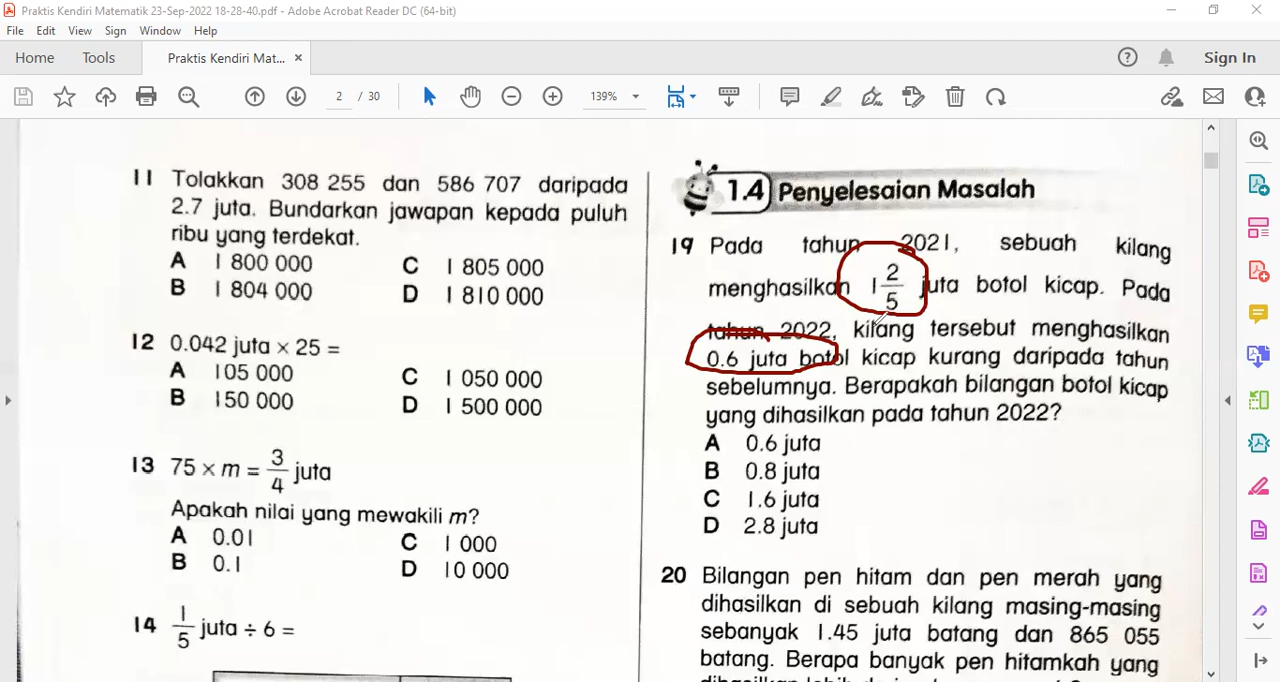 Praktis Kendiri Matematik 23-Sep-2022 18-28-40.pdf - Adobe Acrobat Reader DC (64-bit)
File Edit View Sign Window Help
Home Tools Praktis Kendiri Mat... ×
Sign In
2 / 30 139%
11 Tolakkan 308 255 dan 586 707 daripada
2.7 juta. Bundarkan jawapan kepada puluh
ribu yang terdekat.
A 1 800 000 C 1 805 000
B 1 804 000 D 1 810 000
12 0.042 juta × 25 =
A 105 000 C 1 050 000
B 150 000 D 1 500 000
13 75 × m = 3/4 juta
Apakah nilai yang mewakili m?
A 0.01 C 1 000
B 0.1 D 10 000
14 1/5 juta ÷ 6 =
1.4 Penyelesaian Masalah
19 Pada tahun 2021, sebuah kilang
menghasilkan 1 2/5 juta botol kicap. Pada
tahun 2022, kilang tersebut menghasilkan
0.6 juta botol kicap kurang daripada tahun
sebelumnya. Berapakah bilangan botol kicap
yang dihasilkan pada tahun 2022?
A 0.6 juta
B 0.8 juta
C 1.6 juta
D 2.8 juta
20 Bilangan pen hitam dan pen merah yang
dihasilkan di sebuah kilang masing-masing
sebanyak 1.45 juta batang dan 865 055
batang. Berapa banyak pen hitamkah yang